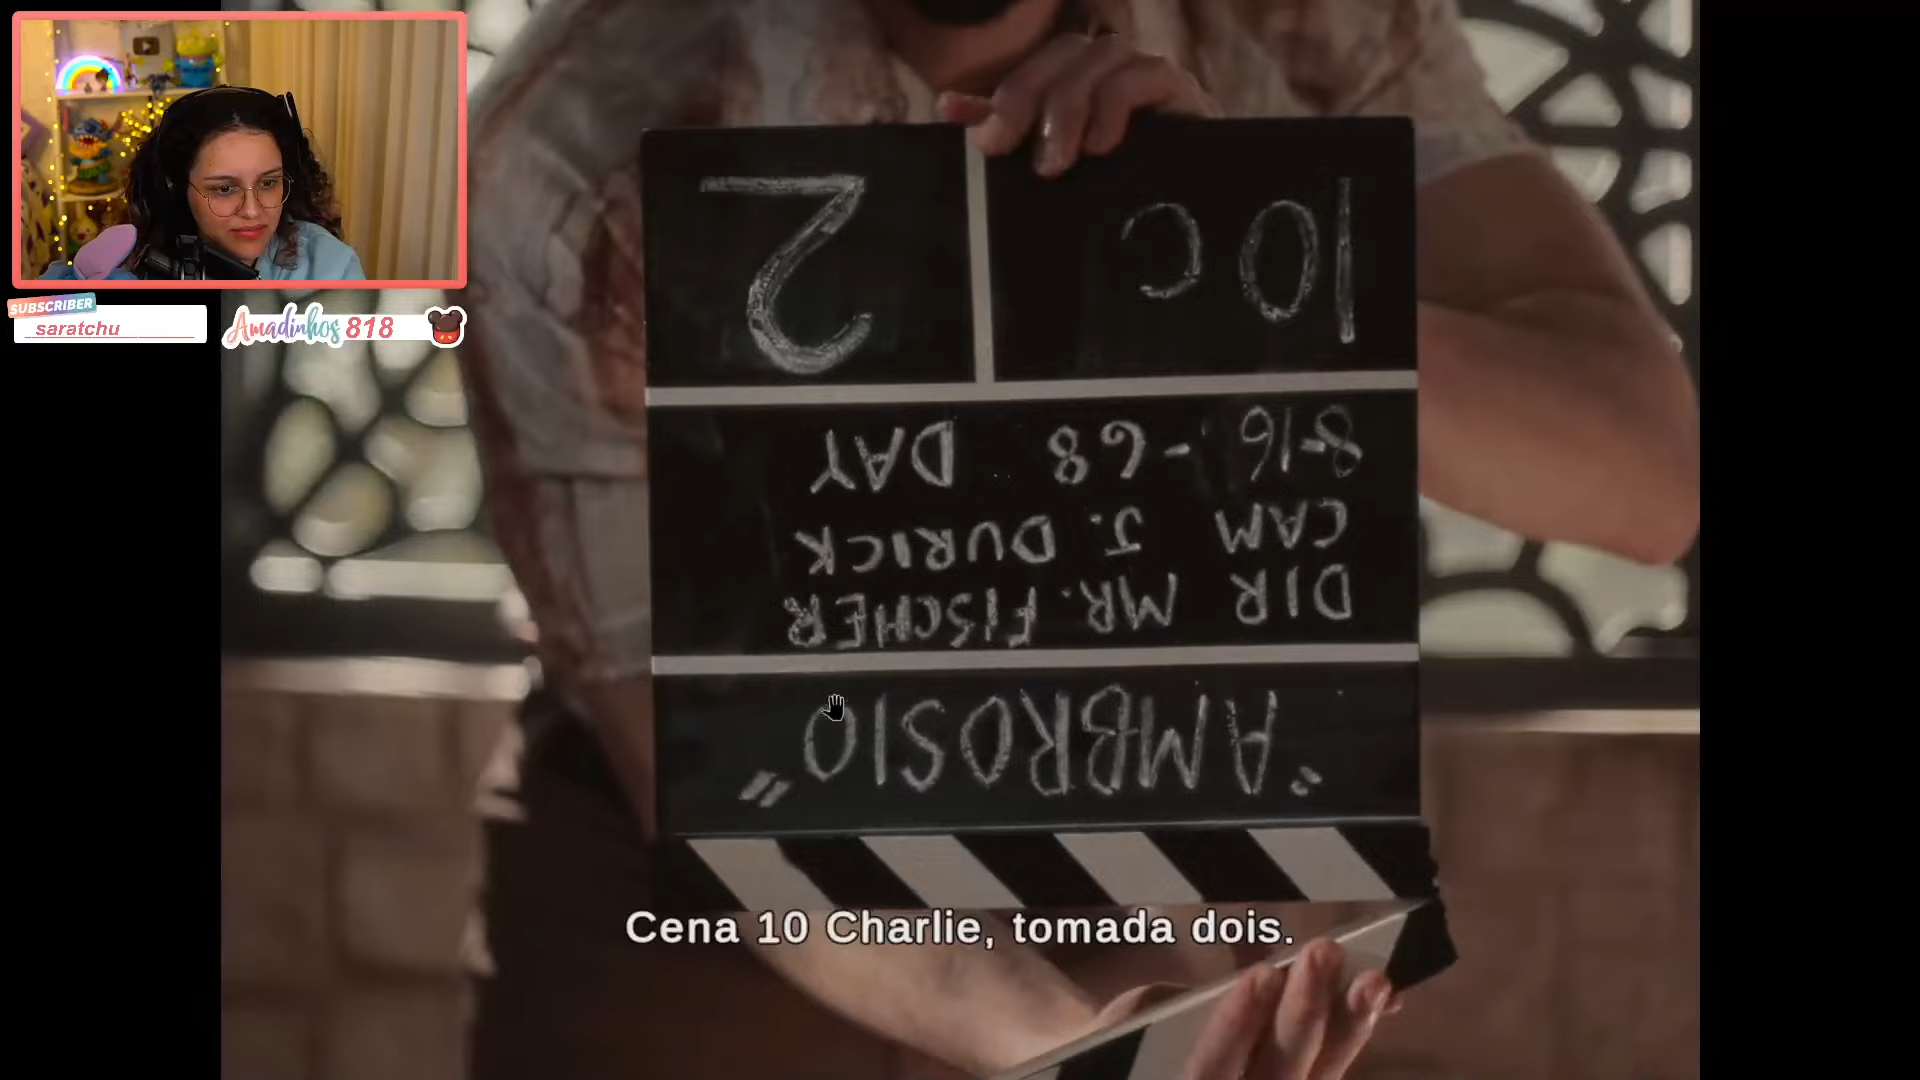 SUBSCRIBER
saratchu
Amadinhos 818
"AMBROSIO"
DIR MR. FISCHER
CAM J. DURICK
8-16-68 DAY
10C 2
Cena 10 Charlie, tomada dois.